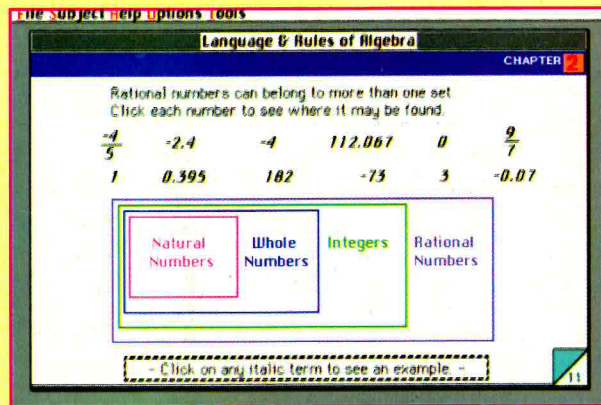 File Subject Help Options Tools
Language & Rules of Algebra
CHAPTER 2
Rational numbers can belong to more than one set.
Click each number to see where it may be found.
-4/5 -2.4 -4 112.067 0 9/7
1 0.395 182 -73 3 -0.07
Natural Numbers
Whole Numbers
Integers
Rational Numbers
- Click on any italic term to see an example. -
11